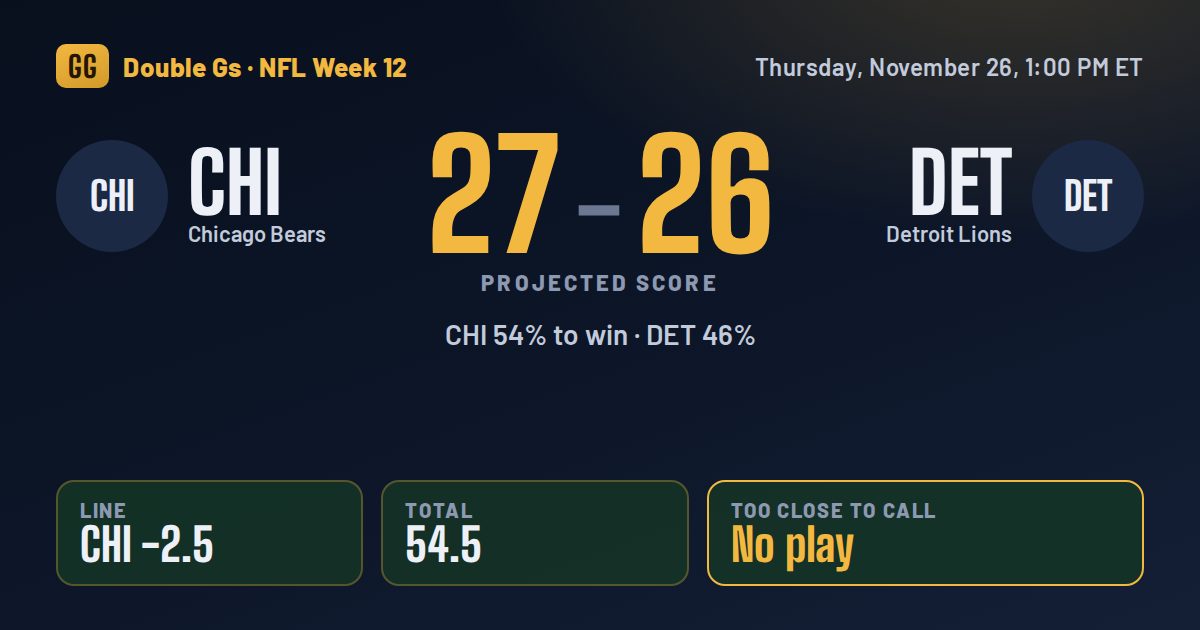 GG Double Gs · NFL Week 12
Thursday, November 26, 1:00 PM ET
CHI
CHI
Chicago Bears
27 – 26
DET
Detroit Lions
DET
PROJECTED SCORE
CHI 54% to win · DET 46%
LINE
CHI −2.5
TOTAL
54.5
TOO CLOSE TO CALL
No play